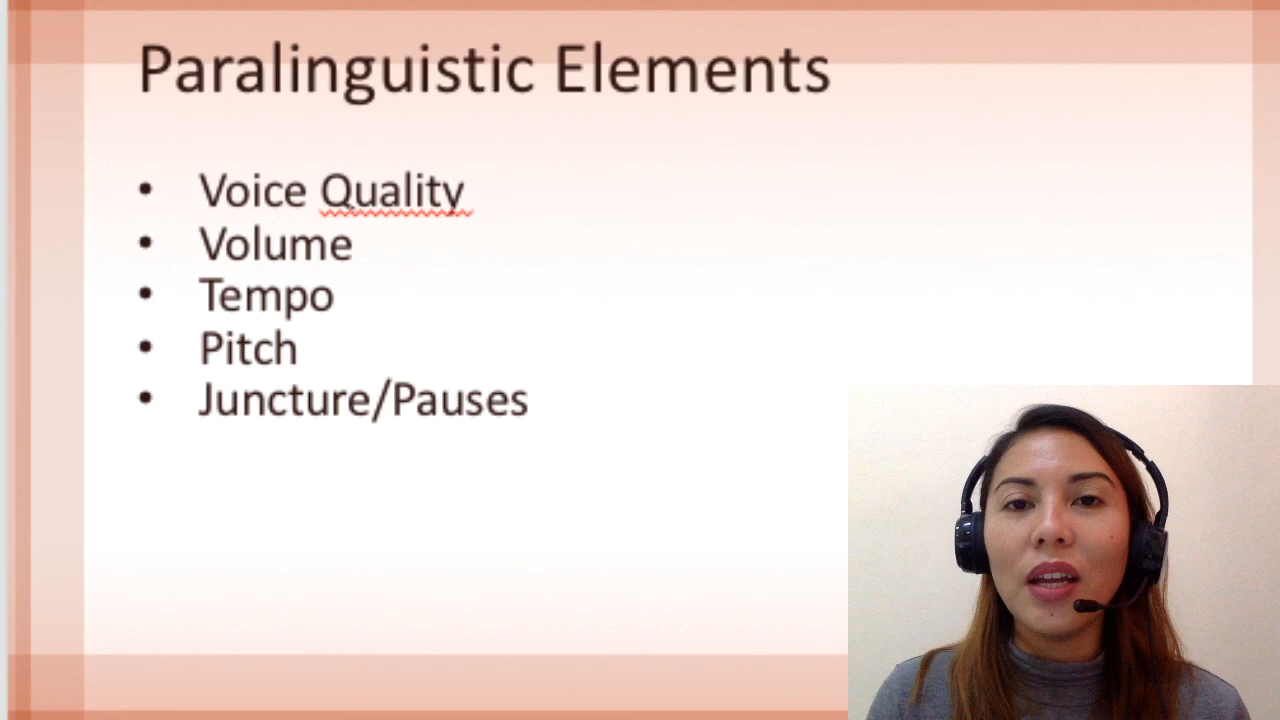 Paralinguistic Elements
• Voice Quality
• Volume
• Tempo
• Pitch
• Juncture/Pauses